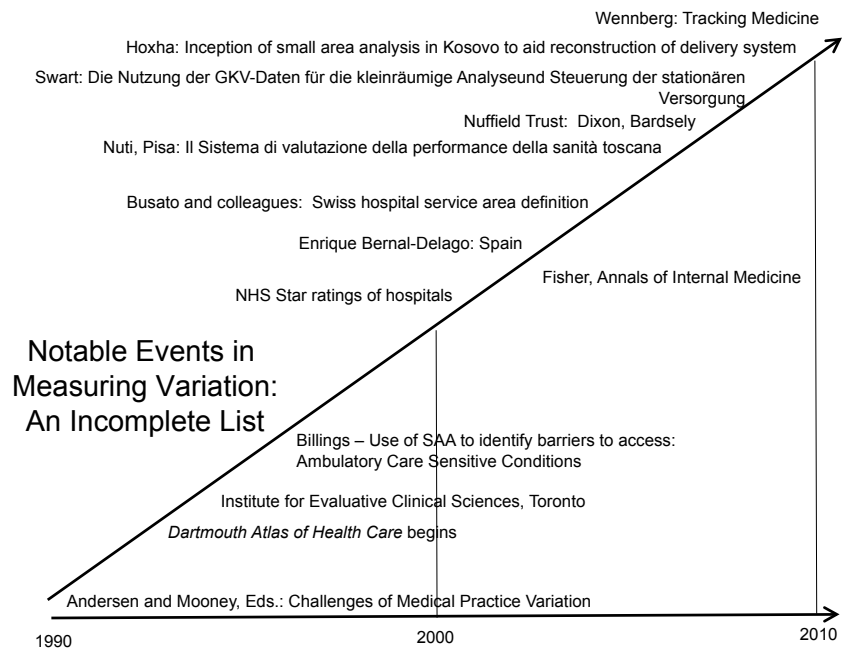 Wennberg: Tracking Medicine
Hoxha: Inception of small area analysis in Kosovo to aid reconstruction of delivery system
Swart: Die Nutzung der GKV-Daten für die kleinräumige Analyseund Steuerung der stationären
Versorgung
Nuffield Trust: Dixon, Bardsely
Nuti, Pisa: Il Sistema di valutazione della performance della sanità toscana
Busato and colleagues: Swiss hospital service area definition
Enrique Bernal-Delago: Spain
Fisher, Annals of Internal Medicine
NHS Star ratings of hospitals
Notable Events in
Measuring Variation:
An Incomplete List
Billings – Use of SAA to identify barriers to access:
Ambulatory Care Sensitive Conditions
Institute for Evaluative Clinical Sciences, Toronto
Dartmouth Atlas of Health Care begins
Andersen and Mooney, Eds.: Challenges of Medical Practice Variation
1990 2000 2010